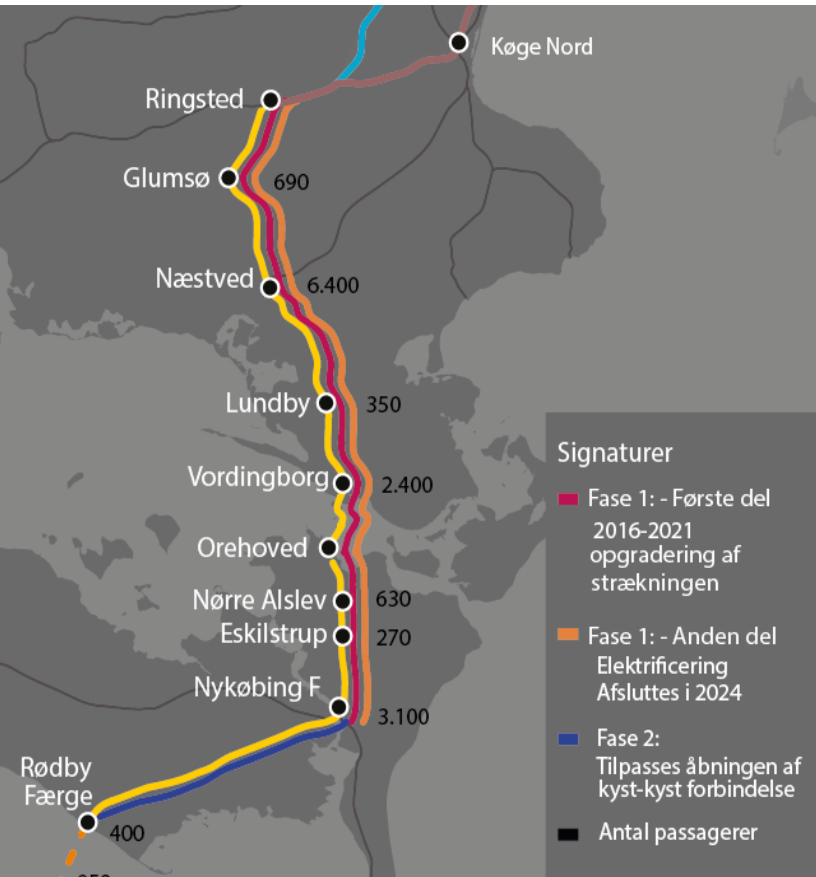 Køge Nord
Ringsted
Glumsø
690
Næstved
6.400
Lundby
350
Vordingborg
2.400
Orehoved
Nørre Alslev
630
Eskilstrup
270
Nykøbing F
3.100
Rødby
Færge
400
Signaturer
Fase 1: - Første del
2016-2021
opgradering af
strækningen
Fase 1: - Anden del
Elektrificering
Afsluttes i 2024
Fase 2:
Tilpasses åbningen af
kyst-kyst forbindelse
Antal passagerer